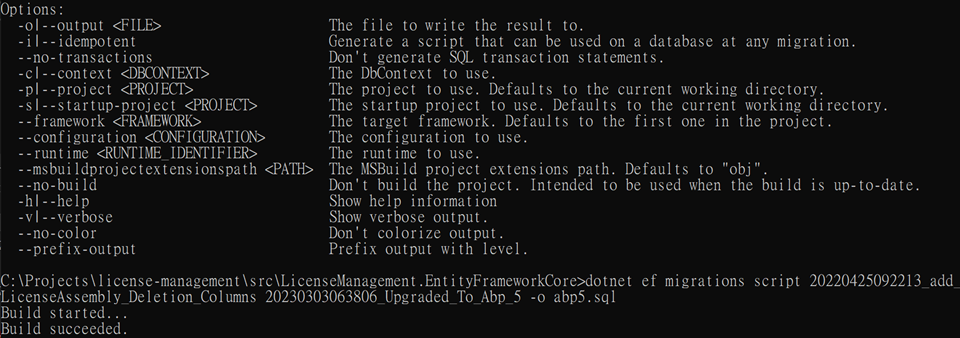 Options:
  -o|--output <FILE>                     The file to write the result to.
  -i|--idempotent                        Generate a script that can be used on a database at any migration.
  --no-transactions                      Don't generate SQL transaction statements.
  -c|--context <DBCONTEXT>               The DbContext to use.
  -p|--project <PROJECT>                 The project to use. Defaults to the current working directory.
  -s|--startup-project <PROJECT>         The startup project to use. Defaults to the current working directory.
  --framework <FRAMEWORK>                The target framework. Defaults to the first one in the project.
  --configuration <CONFIGURATION>        The configuration to use.
  --runtime <RUNTIME_IDENTIFIER>         The runtime to use.
  --msbuildprojectextensionspath <PATH>  The MSBuild project extensions path. Defaults to "obj".
  --no-build                             Don't build the project. Intended to be used when the build is up-to-date.
  -h|--help                              Show help information
  -v|--verbose                           Show verbose output.
  --no-color                             Don't colorize output.
  --prefix-output                        Prefix output with level.
C:\Projects\license-management\src\LicenseManagement.EntityFrameworkCore>dotnet ef migrations script 20220425092213_add_
LicenseAssembly_Deletion_Columns 20230303063806_Upgraded_To_Abp_5 -o abp5.sql
Build started...
Build succeeded.